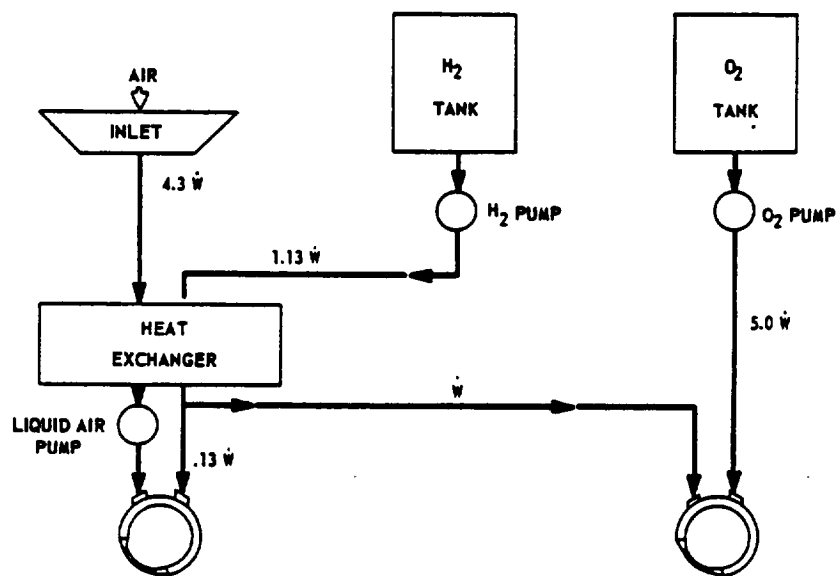 AIR
INLET
4.3 Ẇ
H₂
TANK
H₂ PUMP
1.13 Ẇ
O₂
TANK
O₂ PUMP
5.0 Ẇ
HEAT
EXCHANGER
Ẇ
LIQUID AIR
PUMP
.13 Ẇ